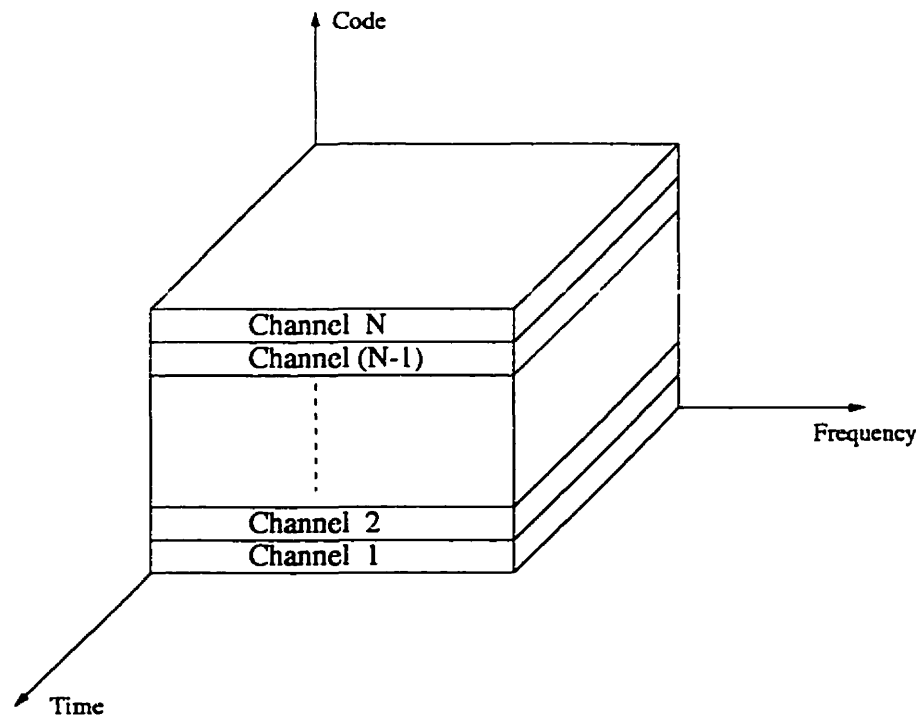 Code
Channel N
Channel (N-1)
Frequency
Channel 2
Channel 1
Time